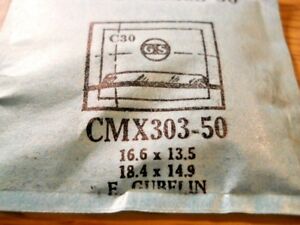 C30
GS
CMX303-50
16.6 x 13.5
18.4 x 14.9
E. GUBELIN